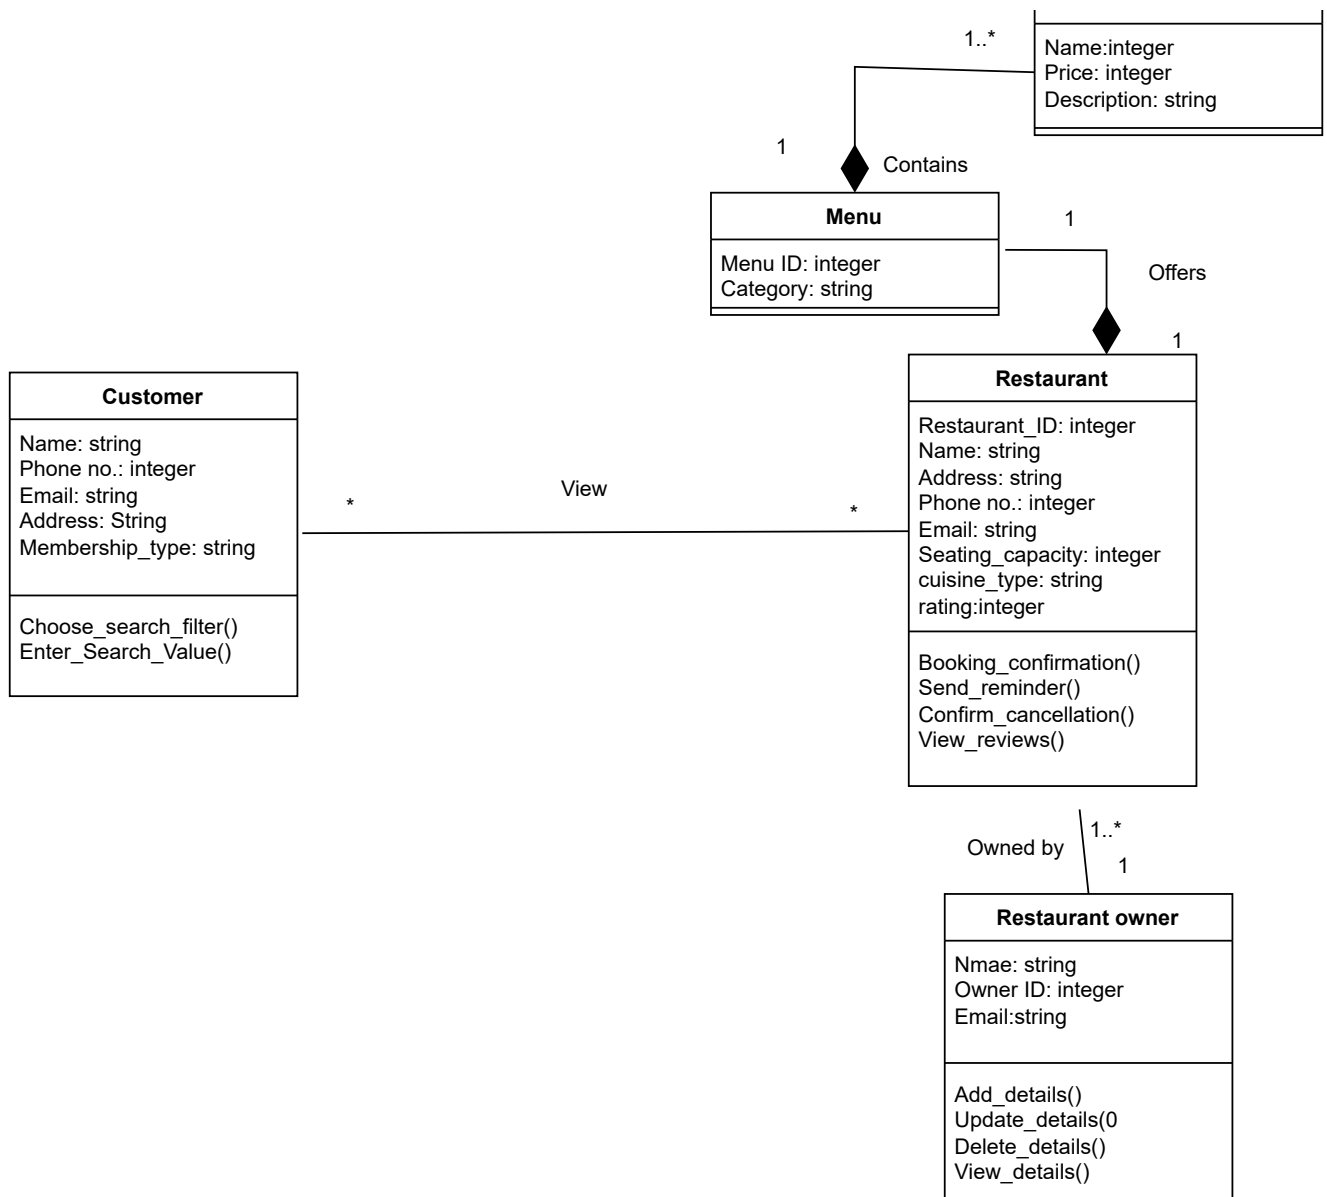 1..*
Name:integer
Price: integer
Description: string
1
Contains
Menu
Menu ID: integer
Category: string
1
Offers
1
Restaurant
Restaurant_ID: integer
Name: string
Address: string
Phone no.: integer
Email: string
Seating_capacity: integer
cuisine_type: string
rating:integer
Booking_confirmation()
Send_reminder()
Confirm_cancellation()
View_reviews()
Customer
Name: string
Phone no.: integer
Email: string
Address: String
Membership_type: string
Choose_search_filter()
Enter_Search_Value()
*
View
*
Owned by
1..*
1
Restaurant owner
Nmae: string
Owner ID: integer
Email:string
Add_details()
Update_details(0
Delete_details()
View_details()